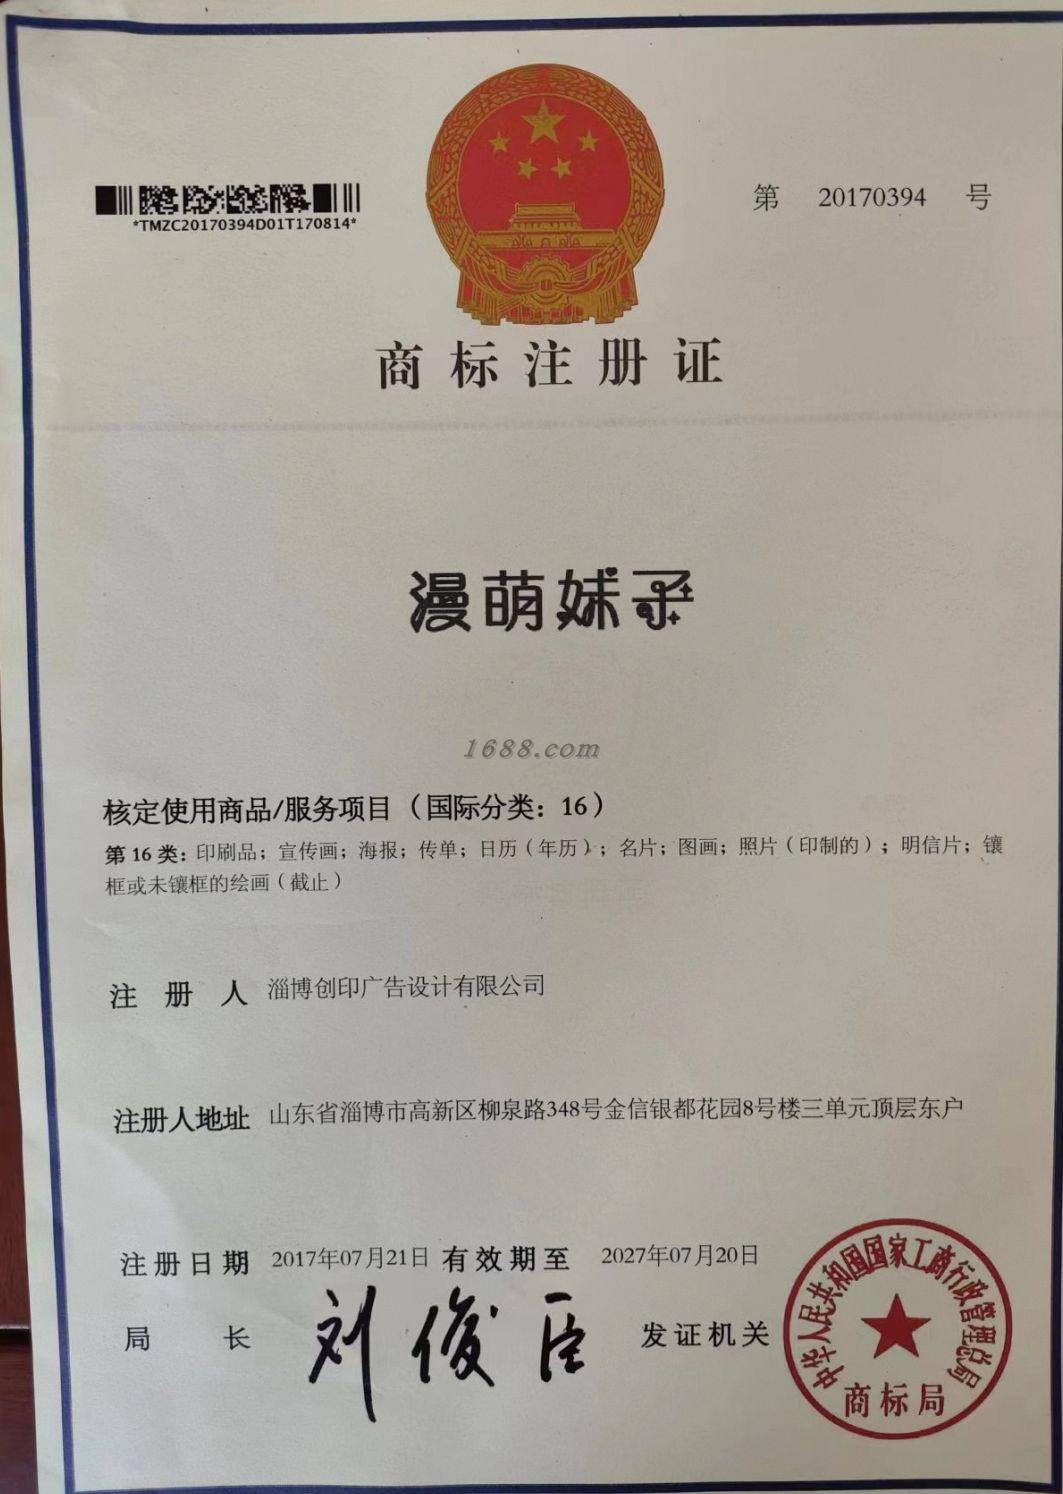 *TMZC20170394D01T170814*
第 20170394 号
商标注册证
漫萌妹子
1688.com
核定使用商品/服务项目（国际分类：16）
第 16 类：印刷品；宣传画；海报；传单；日历（年历）；名片；图画；照片（印制的）；明信片；镶
框或未镶框的绘画（截止）
注 册 人 淄博创印广告设计有限公司
注册人地址 山东省淄博市高新区柳泉路348号金信银都花园8号楼三单元顶层东户
注册日期 2017年07月21日 有效期至 2027年07月20日
局 长 刘俊臣 发证机关
中华人民共和国国家工商行政管理总局
商标局